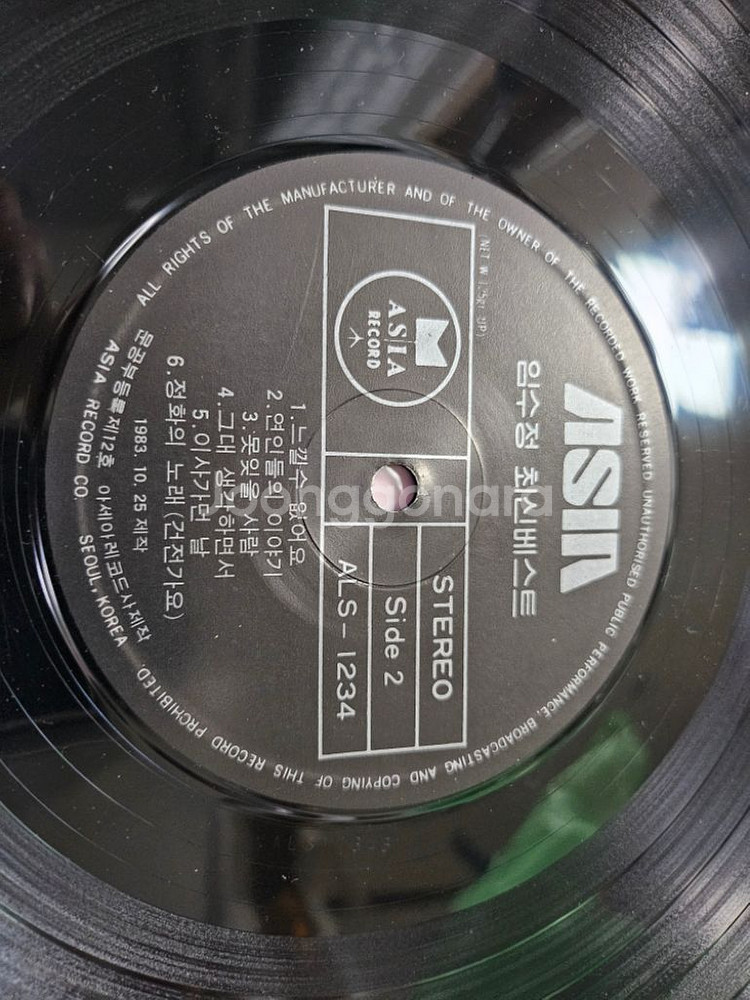 ALL RIGHTS OF THE MANUFACTURER AND OF THE OWNER OF THE RECORDED WORK RESERVED UNAUTHORISED PUBLIC PERFORMANCE, BROADCASTING AND COPYING OF THIS RECORD PROHIBITED.
ASIA
임수정 최신베스트
ASIA
RECORD
STEREO
Side 2
ALS-1234
1. 느낄수 없어요
2. 연인들의 이야기
3. 못잊을 사람
4. 그대 생각하면서
5. 이사가던 날
6. 정화의 노래(건전가요)
1983. 10. 25 제작
문공부등록제12호 아세아레코드사제작
ASIA RECORD CO. SEOUL, KOREA
Joonggonara